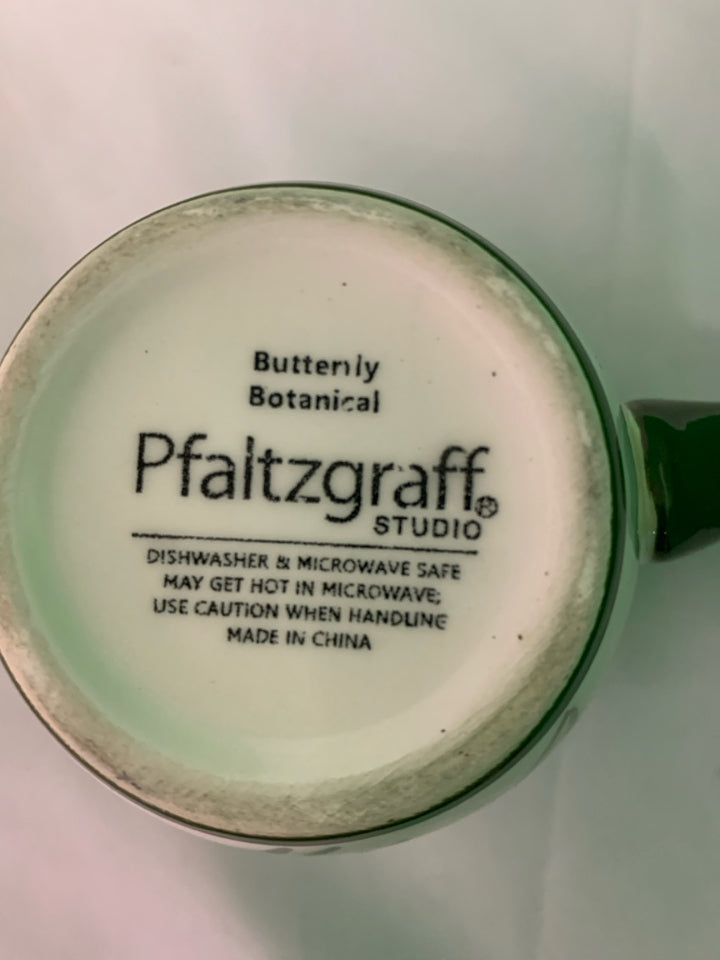 Butterfly
Botanical
Pfaltzgraff®
STUDIO
DISHWASHER & MICROWAVE SAFE
MAY GET HOT IN MICROWAVE;
USE CAUTION WHEN HANDLING
MADE IN CHINA